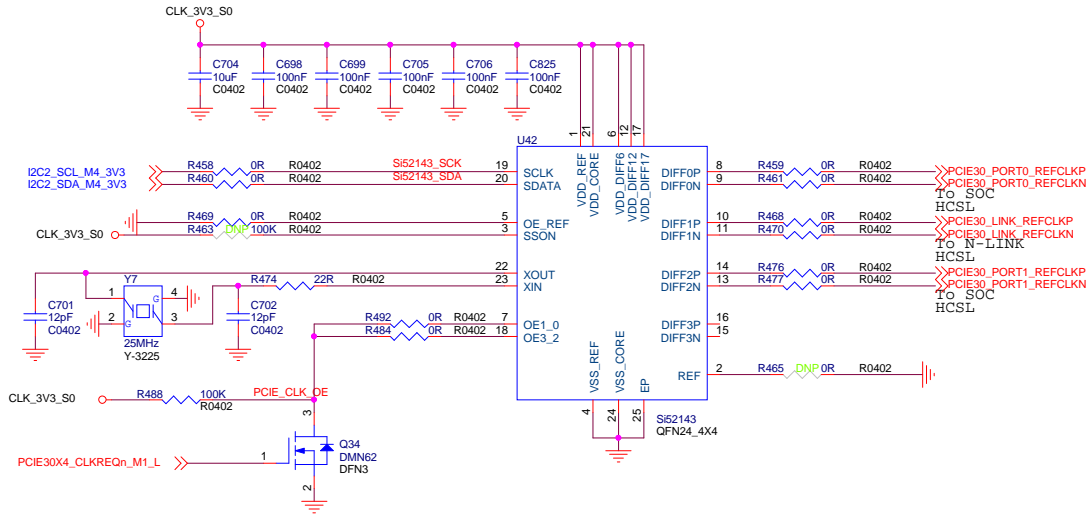 CLK_3V3_S0
C704
10uF
C0402
C698
100nF
C0402
C699
100nF
C0402
C705
100nF
C0402
C706
100nF
C0402
C825
100nF
C0402
1
21
6
12
17
U42
VDD_REF
VDD_CORE
VDD_DIFF6
VDD_DIFF12
VDD_DIFF17
I2C2_SCL_M4_3V3
R458 0R R0402 Si52143_SCK 19 SCLK
I2C2_SDA_M4_3V3
R460 0R R0402 Si52143_SDA 20 SDATA
R469 0R R0402 5 OE_REF
CLK_3V3_S0
R463 DNP 100K R0402 3 SSON
22 XOUT
R474 22R R0402 23 XIN
C701
12pF
C0402
Y7
1
G 4
2 G
3
25MHz
Y-3225
C702
12pF
C0402
R492 0R R0402 7 OE1_0
R484 0R R0402 18 OE3_2
CLK_3V3_S0
R488 100K
R0402
PCIE_CLK_OE
3
PCIE30X4_CLKREQn_M1_L
1
Q34
DMN62
DFN3
2
DIFF0P 8 R459 0R R0402 PCIE30_PORT0_REFCLKP
DIFF0N 9 R461 0R R0402 PCIE30_PORT0_REFCLKN
To SOC
HCSL
DIFF1P 10 R468 0R R0402 PCIE30_LINK_REFCLKP
DIFF1N 11 R470 0R R0402 PCIE30_LINK_REFCLKN
To N-LINK
HCSL
DIFF2P 14 R476 0R R0402 PCIE30_PORT1_REFCLKP
DIFF2N 13 R477 0R R0402 PCIE30_PORT1_REFCLKN
To SOC
HCSL
DIFF3P 16
DIFF3N 15
REF 2 R465 DNP 0R R0402
VSS_REF
VSS_CORE
EP
4
24
25
Si52143
QFN24_4X4